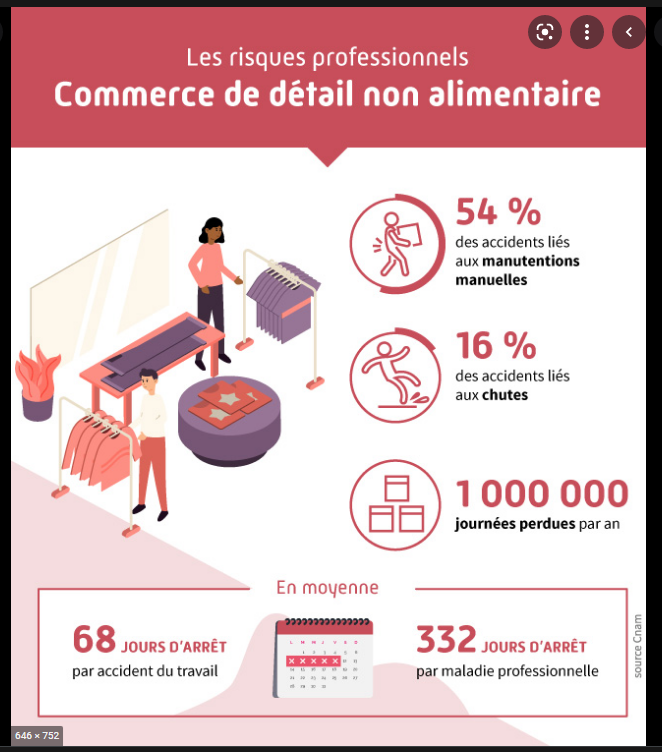 Les risques professionnels
Commerce de détail non alimentaire
54 %
des accidents liés
aux manutentions
manuelles
16 %
des accidents liés
aux chutes
1 000 000
journées perdues par an
En moyenne
68 JOURS D'ARRÊT
par accident du travail
332 JOURS D'ARRÊT
par maladie professionnelle
source Cnam
646 × 752